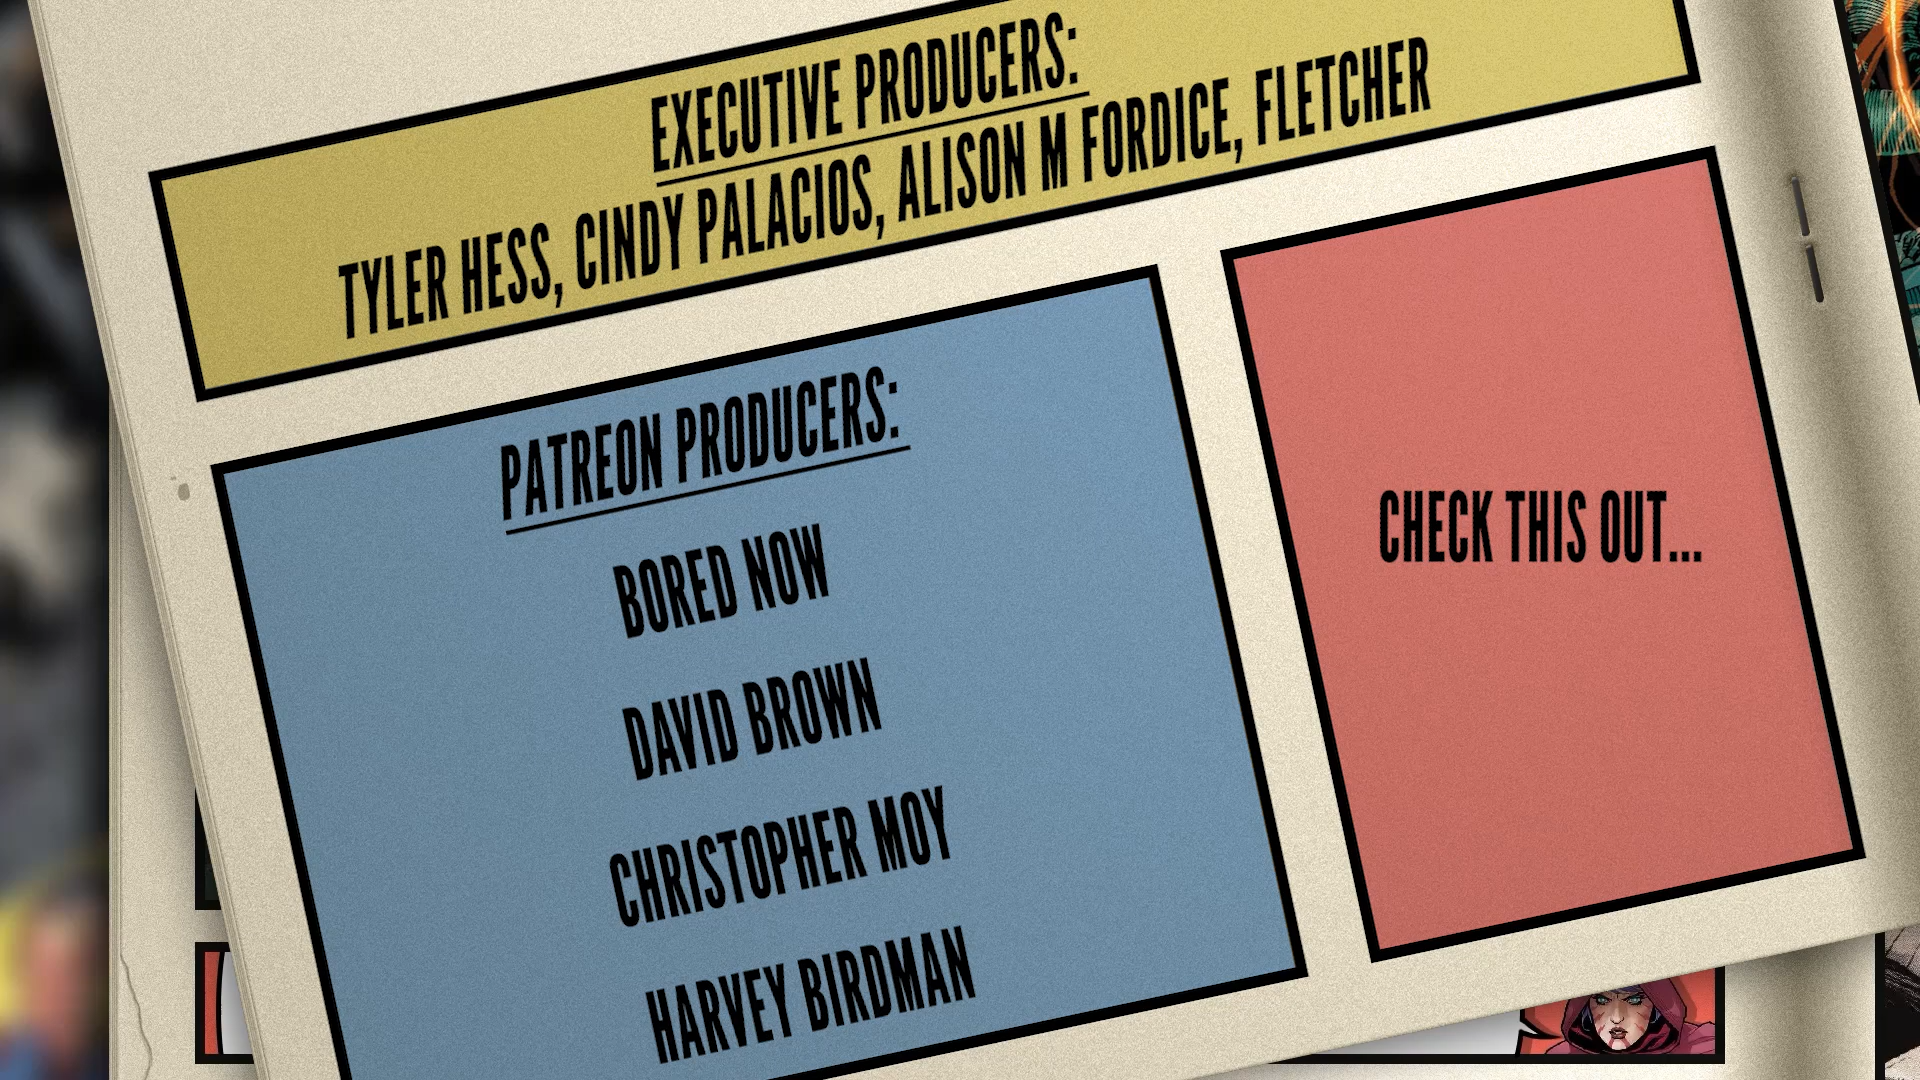 EXECUTIVE PRODUCERS:
TYLER HESS, CINDY PALACIOS, ALISON M FORDICE, FLETCHER
PATREON PRODUCERS:
BORED NOW
DAVID BROWN
CHRISTOPHER MOY
HARVEY BIRDMAN
CHECK THIS OUT...